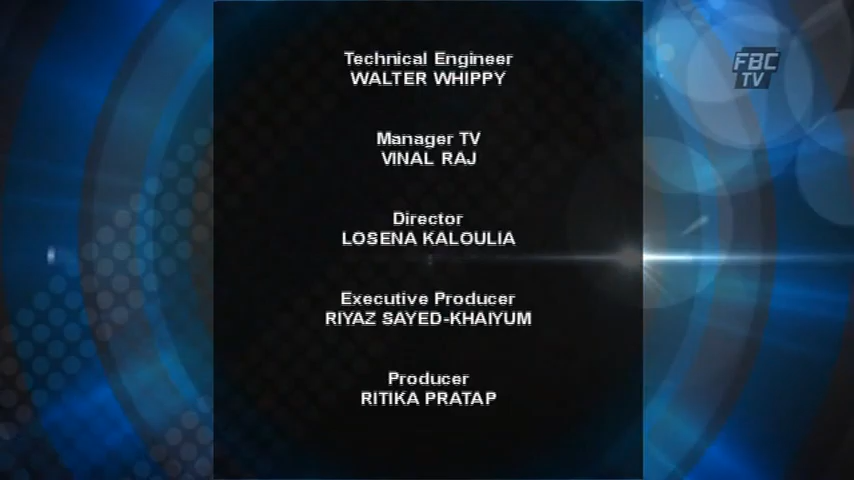 FBC
TV
Technical Engineer
WALTER WHIPPY
Manager TV
VINAL RAJ
Director
LOSENA KALOULIA
Executive Producer
RIYAZ SAYED-KHAIYUM
Producer
RITIKA PRATAP